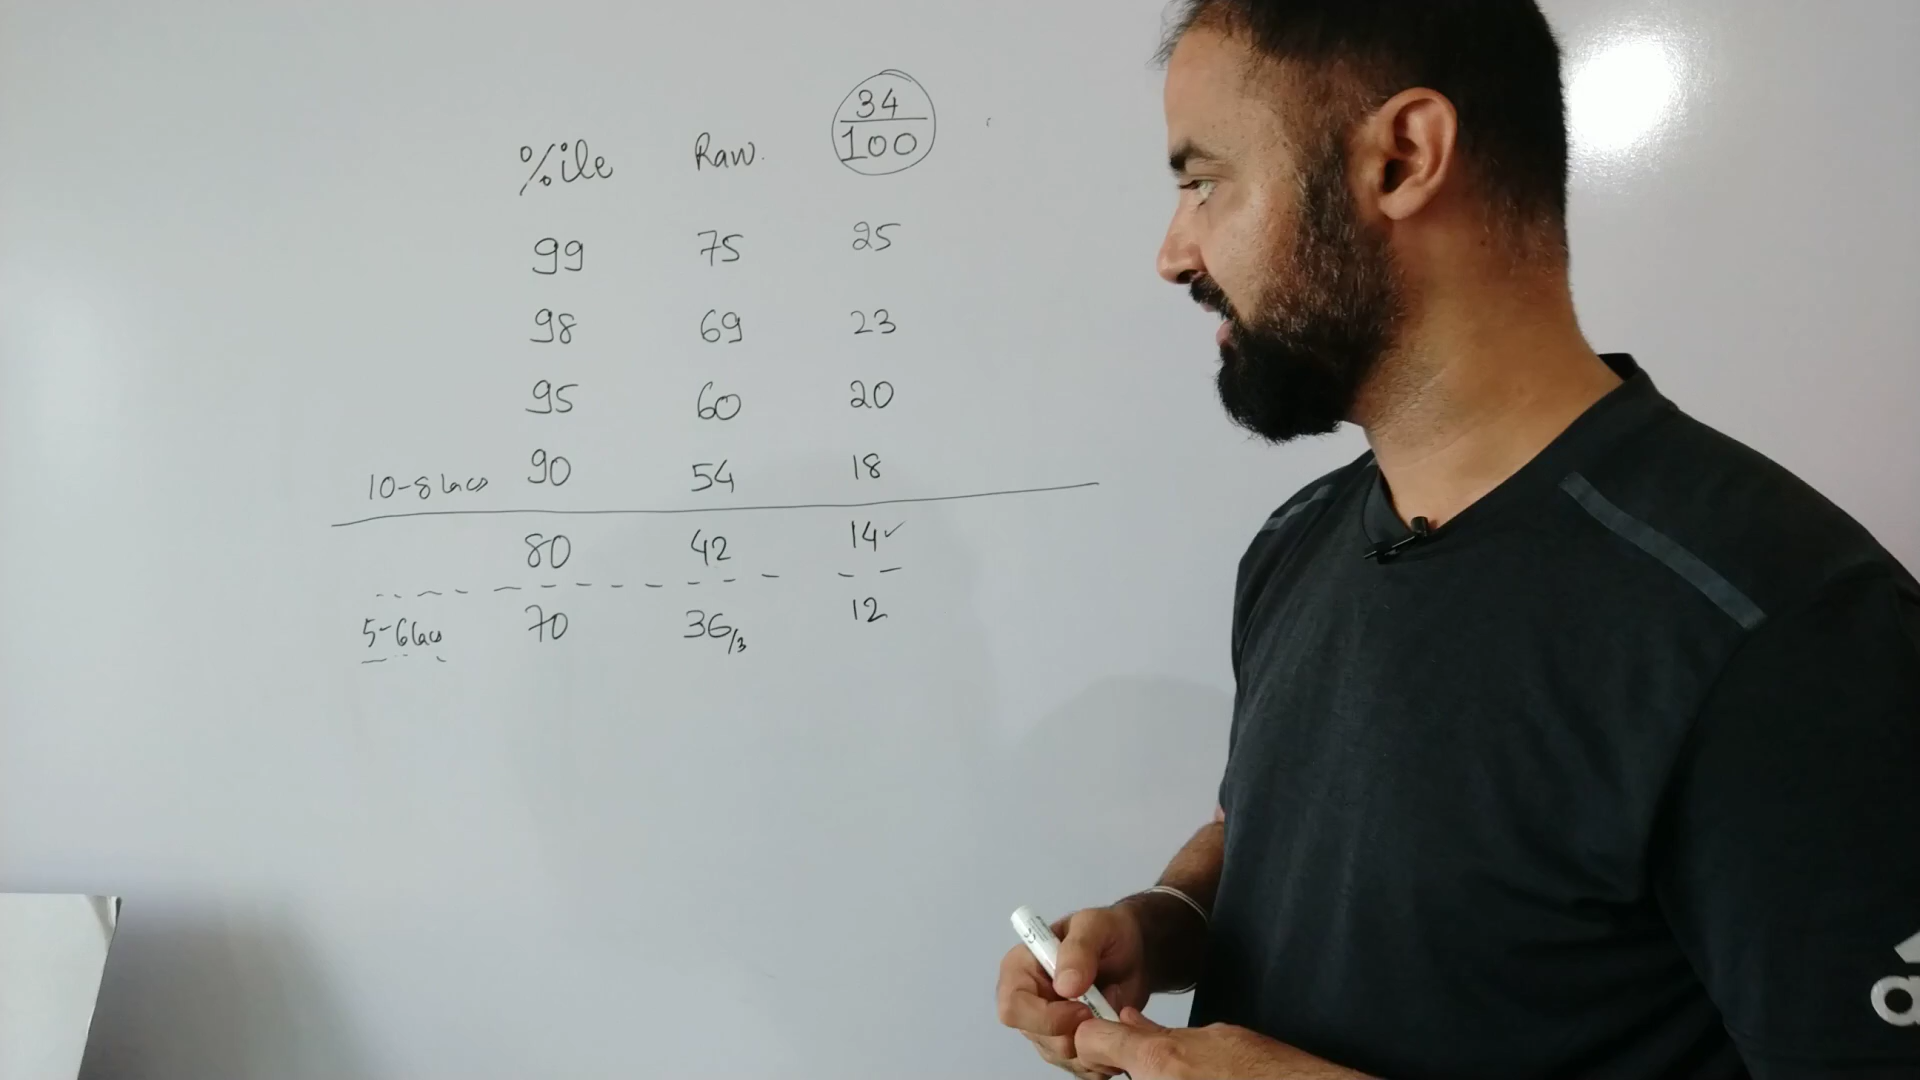 %ile Raw. 34/100
99 75 25
98 69 23
95 60 20
10-8 lacs 90 54 18
80 42 14✓
5-6 lacs 70 36/3 12